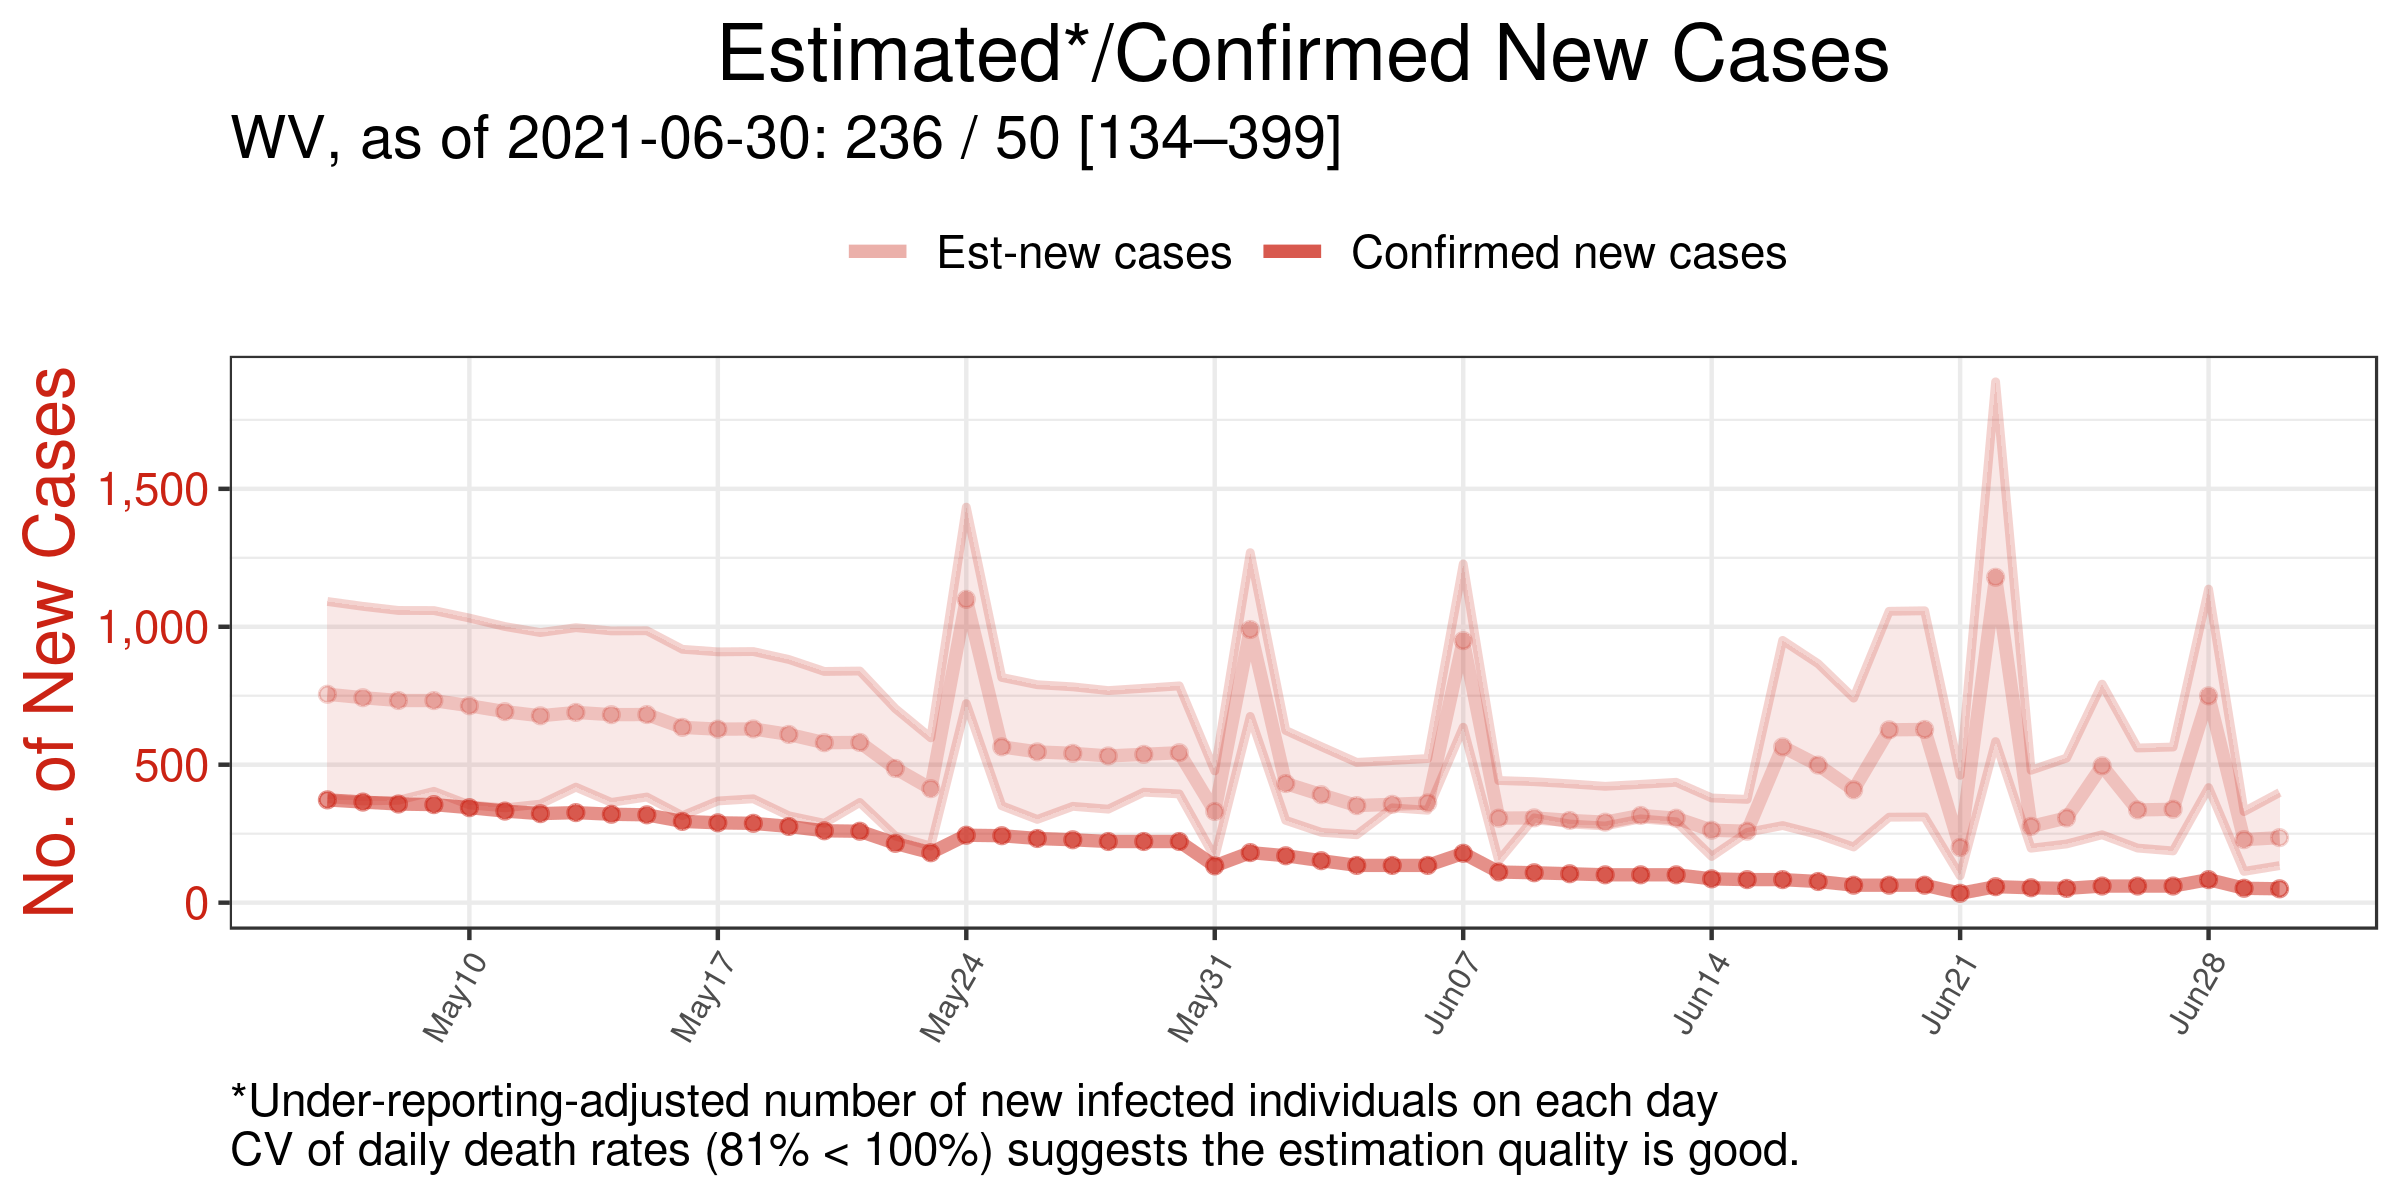 Estimated*/Confirmed New Cases
WV, as of 2021-06-30: 236 / 50 [134–399]
Est-new cases
Confirmed new cases
No. of New Cases
1,500
1,000
500
0
May10
May17
May24
May31
Jun07
Jun14
Jun21
Jun28
*Under-reporting-adjusted number of new infected individuals on each day
CV of daily death rates (81% < 100%) suggests the estimation quality is good.